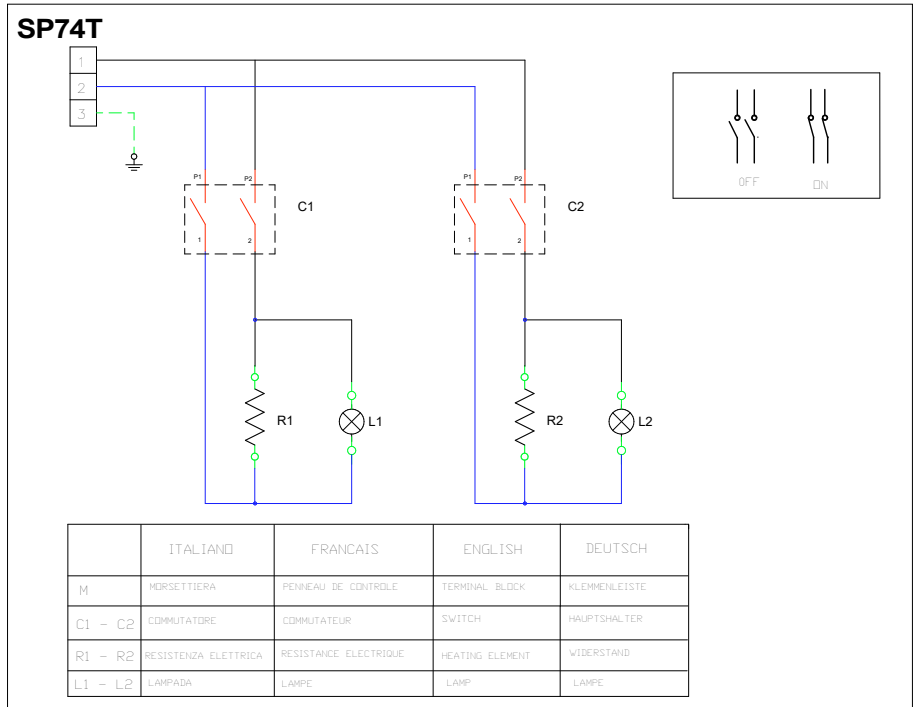 SP74T
1
2
3
P1 P2 P1 P2
C1 C2
1 2 1 2
OFF ON
R1 L1 R2 L2
ITALIANO FRANCAIS ENGLISH DEUTSCH
M MORSETTIERA PENNEAU DE CONTROLE TERMINAL BLOCK KLEMMENLEISTE
C1 - C2 COMMUTATORE COMMUTATEUR SWITCH HAUPTSHALTER
R1 - R2 RESISTENZA ELETTRICA RESISTANCE ELECTRIQUE HEATING ELEMENT WIDERSTAND
L1 - L2 LAMPADA LAMPE LAMP LAMPE